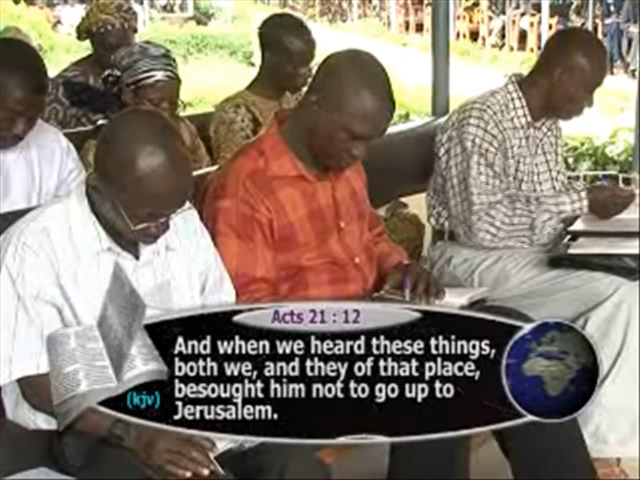 Acts 21 : 12
And when we heard these things,
both we, and they of that place,
besought him not to go up to
Jerusalem.
(kjv)